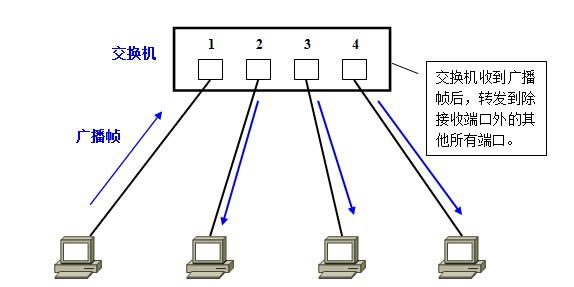 1 2 3 4
交换机
交换机收到广播
帧后，转发到除
接收端口外的其
他所有端口。
广播帧